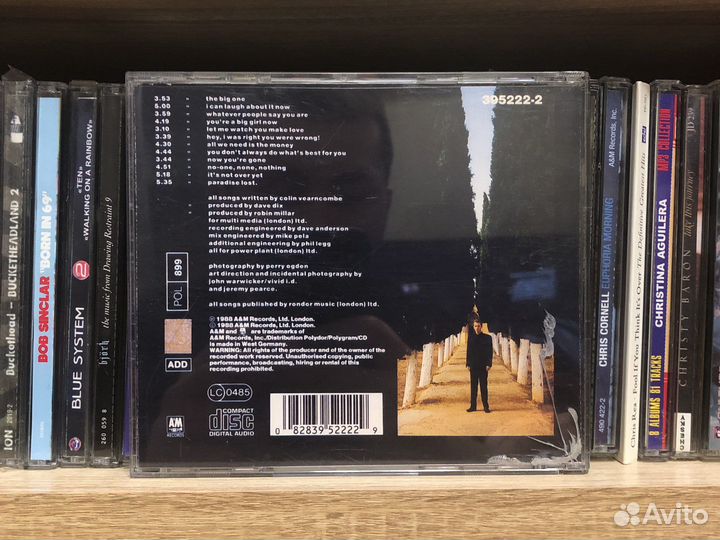 395222-2
3.53 " the big one
5.00 " i can laugh about it now
3.59 " whatever people say you are
4.19 " you're a big girl now
3.10 " let me watch you make love
3.39 " hey, i was right you were wrong!
4.30 " all we need is the money
4.44 " you don't always do what's best for you
3.44 " now you're gone
4.51 " no-one, none, nothing
5.18 " it's not over yet
5.35 " paradise lost.
all songs written by colin vearncombe
produced by dave dix
produced by robin millar
for multi media (london) ltd.
recording engineered by dave anderson
mix engineered by mike pela
additional engineering by phil legg
all for power plant (london) ltd.
photography by perry ogden
art direction and incidental photography by
john warwicker/vivid i.d.
and jeremy pearce.
all songs published by rondor music (london) ltd.
℗ 1988 A&M Records, Ltd. London.
© 1988 A&M Records, Ltd. London.
A&M and are trademarks of
A&M Records, Inc./Distribution Polydor/Polygram/CD
is made in West Germany.
WARNING: All rights of the producer and of the owner of the
recorded work reserved. Unauthorised copying, public
performance, broadcasting, hiring or rental of this
recording prohibited.
POL 899
ADD
LC 0485
AM
RECORDS
COMPACT
disc
DIGITAL AUDIO
0 82839 52222 9
Buckethead - BUCKETHEADLAND 2
ION
BOB SINCLAR "BORN IN 69"
BLUE SYSTEM 2 «TEN»
«WALKING ON A RAINBOW»
björk the music from Drawing Restraint 9
260 059 8
CHRIS CORNELL EUPHORIA MORNING
A&M Records, Inc.
490 422-2
Chris Rea - Fool If You Think It's Over The Definitive Greatest Hits
CHRISTINA AGUILERA MP3 COLLECTION
8 ALBUMS 81 TRACKS
CHRISTY BARON take this journey
Avito